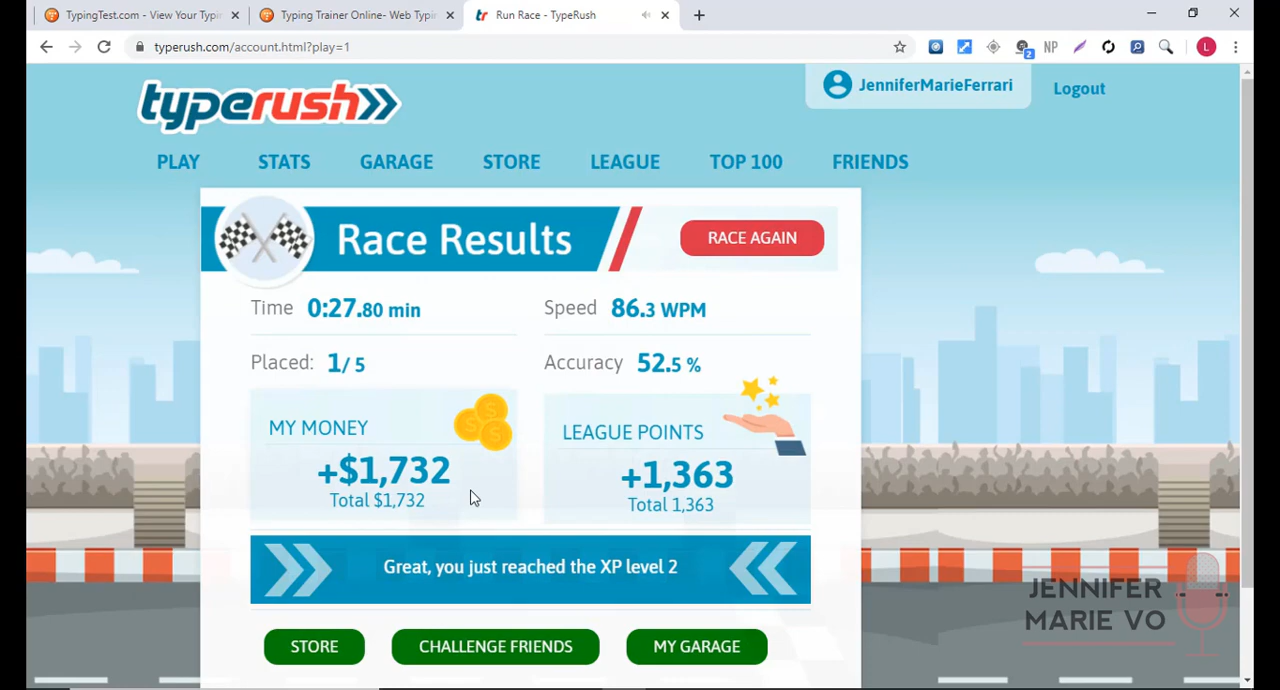 TypingTest.com - View Your Typin
Typing Trainer Online- Web Typin
Run Race - TypeRush
typerush.com/account.html?play=1
2
NP
L
typerush
JenniferMarieFerrari
Logout
PLAY
STATS
GARAGE
STORE
LEAGUE
TOP 100
FRIENDS
Race Results
RACE AGAIN
Time 0:27.80 min
Speed 86.3 WPM
Placed: 1/ 5
Accuracy 52.5 %
MY MONEY
+$1,732
Total $1,732
LEAGUE POINTS
+1,363
Total 1,363
Great, you just reached the XP level 2
STORE
CHALLENGE FRIENDS
MY GARAGE
JENNIFER
MARIE VO